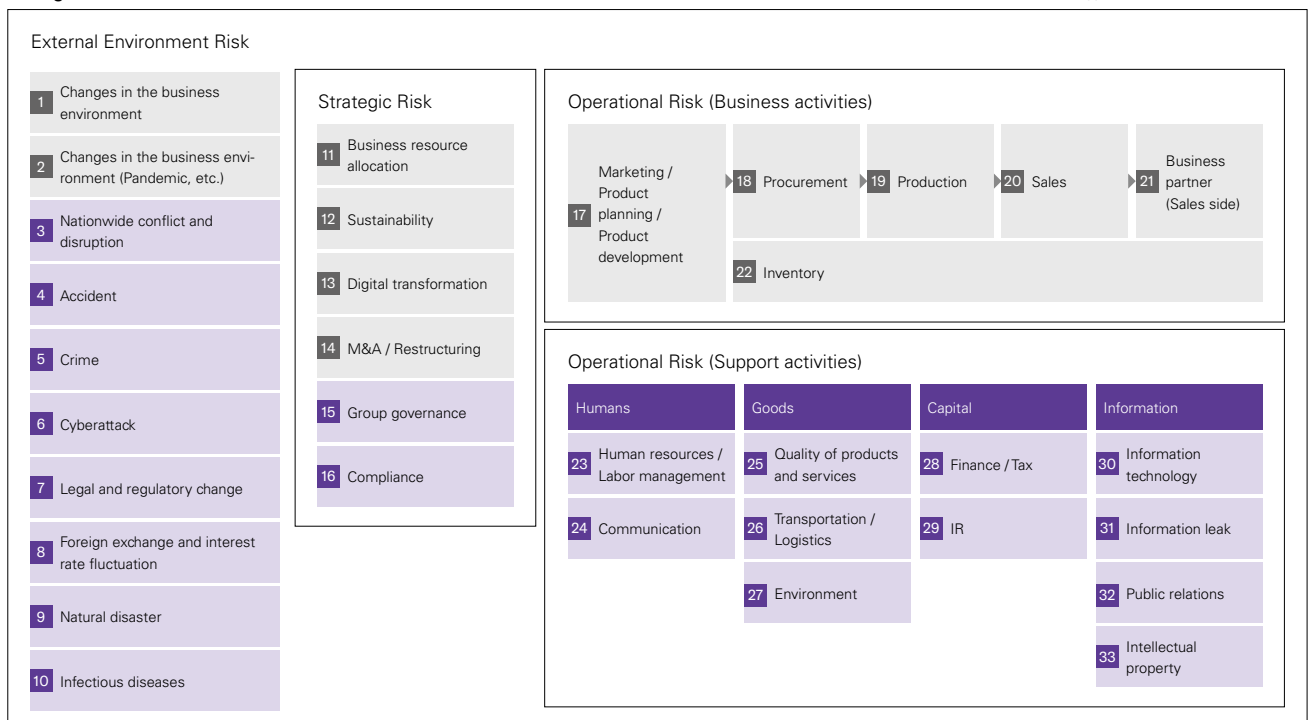 External Environment Risk
1 Changes in the business
environment
2 Changes in the business envi-
ronment (Pandemic, etc.)
3 Nationwide conflict and
disruption
4 Accident
5 Crime
6 Cyberattack
7 Legal and regulatory change
8 Foreign exchange and interest
rate fluctuation
9 Natural disaster
10 Infectious diseases
Strategic Risk
11 Business resource
allocation
12 Sustainability
13 Digital transformation
14 M&A / Restructuring
15 Group governance
16 Compliance
Operational Risk (Business activities)
17 Marketing /
Product
planning /
Product
development
18 Procurement
19 Production
20 Sales
21 Business
partner
(Sales side)
22 Inventory
Operational Risk (Support activities)
Humans
23 Human resources /
Labor management
24 Communication
Goods
25 Quality of products
and services
26 Transportation /
Logistics
27 Environment
Capital
28 Finance / Tax
29 IR
Information
30 Information
technology
31 Information leak
32 Public relations
33 Intellectual
property